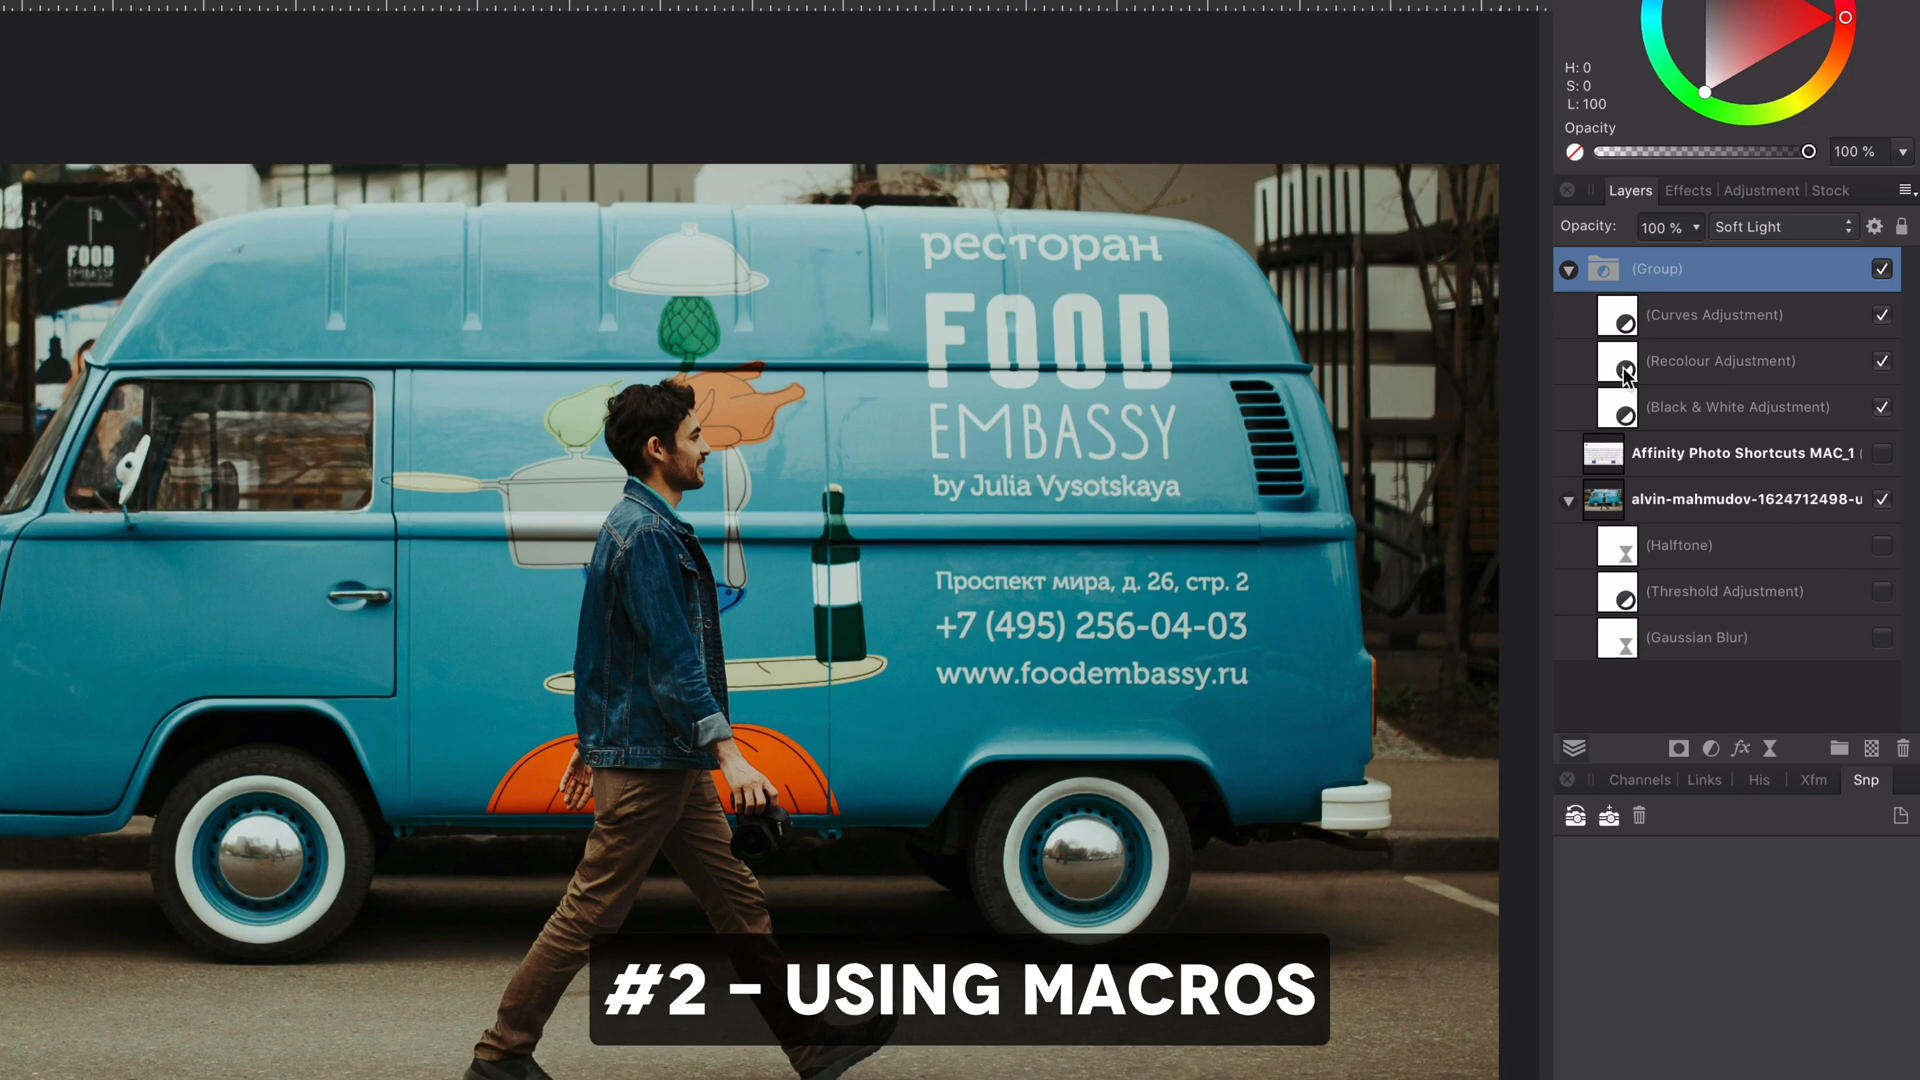 H: 0
S: 0
L: 100
Opacity
100 %
Layers
Effects
Adjustment
Stock
Opacity:
100 %
Soft Light
(Group)
(Curves Adjustment)
(Recolour Adjustment)
(Black & White Adjustment)
Affinity Photo Shortcuts MAC_1 (
alvin-mahmudov-1624712498-u
(Halftone)
(Threshold Adjustment)
(Gaussian Blur)
fx
Channels
Links
His
Xfm
Snp
FOOD
EMBASSY
ресторан
FOOD
EMBASSY
by Julia Vysotskaya
Проспект мира, д. 26, стр. 2
+7 (495) 256-04-03
www.foodembassy.ru
#2 - USING MACROS